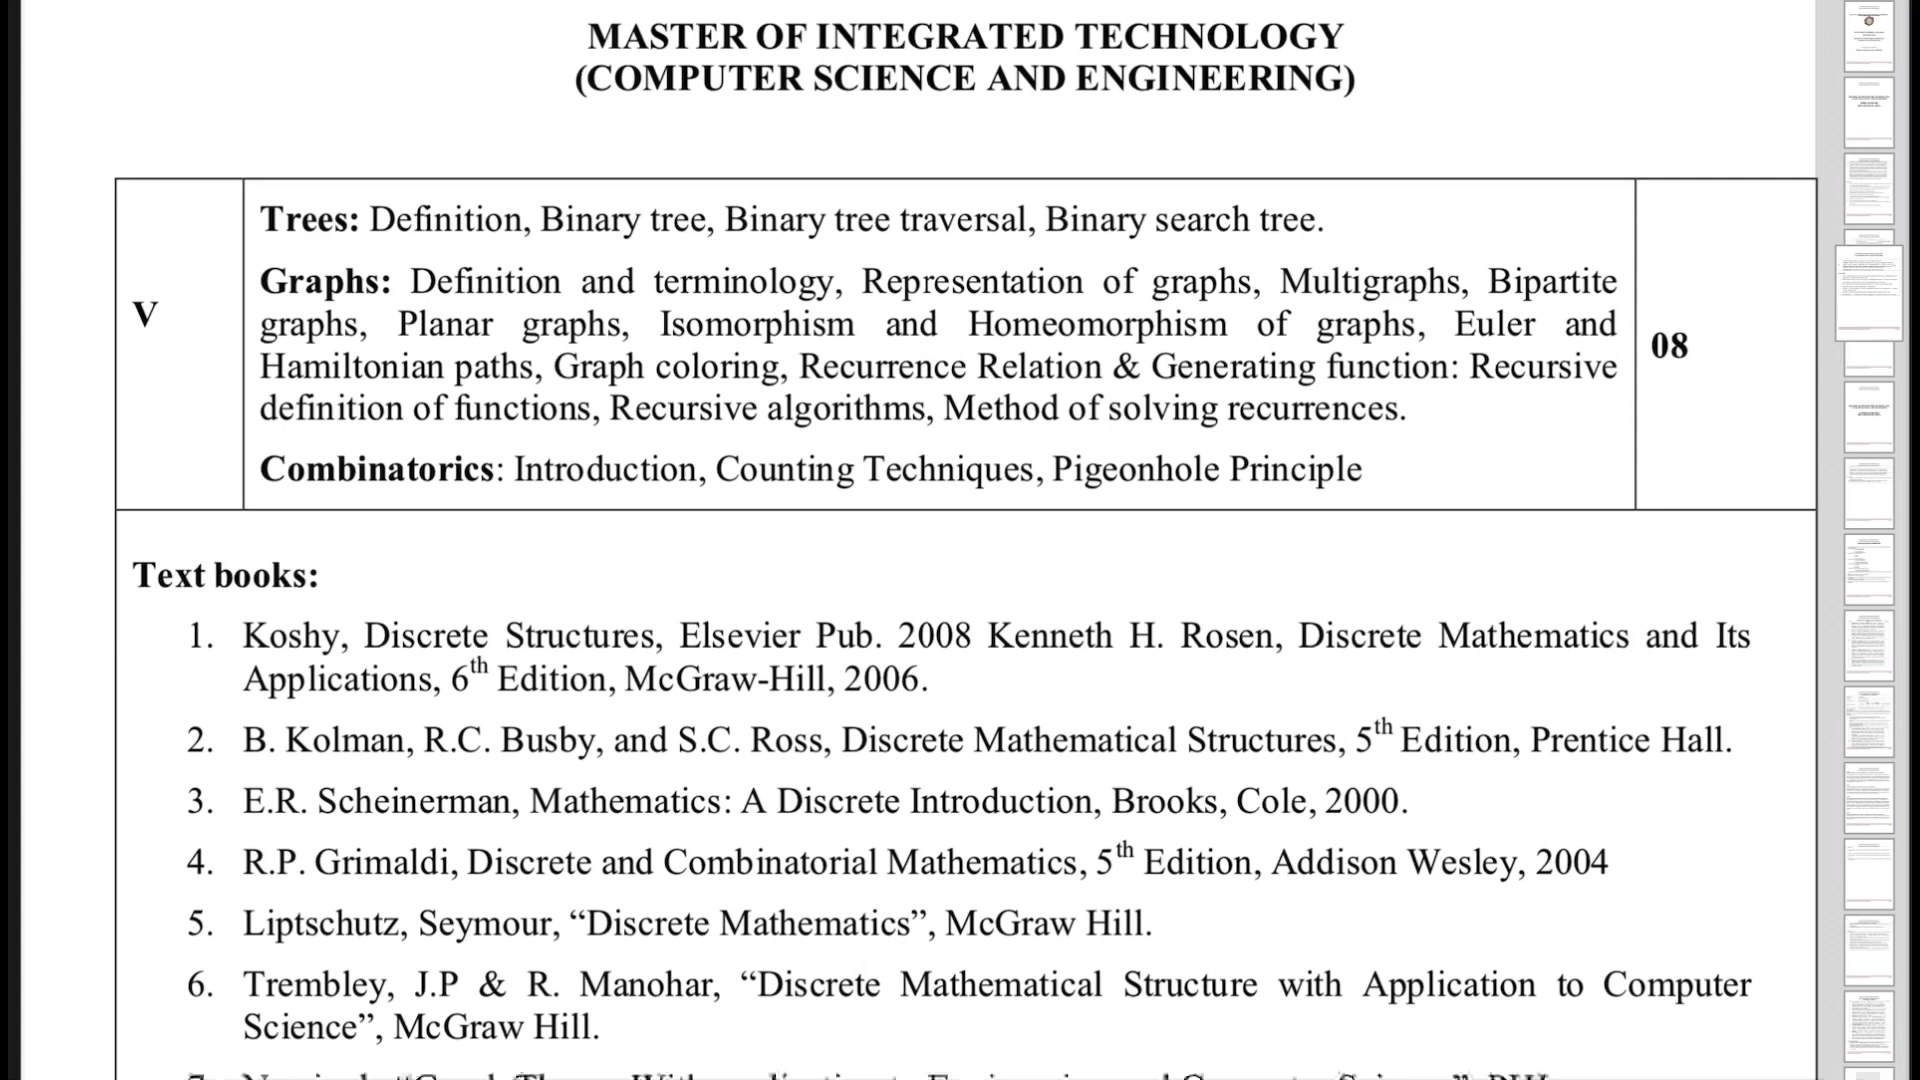 MASTER OF INTEGRATED TECHNOLOGY
(COMPUTER SCIENCE AND ENGINEERING)
V
Trees: Definition, Binary tree, Binary tree traversal, Binary search tree.
Graphs: Definition and terminology, Representation of graphs, Multigraphs, Bipartite
graphs, Planar graphs, Isomorphism and Homeomorphism of graphs, Euler and
Hamiltonian paths, Graph coloring, Recurrence Relation & Generating function: Recursive
definition of functions, Recursive algorithms, Method of solving recurrences.
Combinatorics: Introduction, Counting Techniques, Pigeonhole Principle
08
Text books:
1. Koshy, Discrete Structures, Elsevier Pub. 2008 Kenneth H. Rosen, Discrete Mathematics and Its
Applications, 6th Edition, McGraw-Hill, 2006.
2. B. Kolman, R.C. Busby, and S.C. Ross, Discrete Mathematical Structures, 5th Edition, Prentice Hall.
3. E.R. Scheinerman, Mathematics: A Discrete Introduction, Brooks, Cole, 2000.
4. R.P. Grimaldi, Discrete and Combinatorial Mathematics, 5th Edition, Addison Wesley, 2004
5. Liptschutz, Seymour, “Discrete Mathematics”, McGraw Hill.
6. Trembley, J.P & R. Manohar, “Discrete Mathematical Structure with Application to Computer
Science”, McGraw Hill.